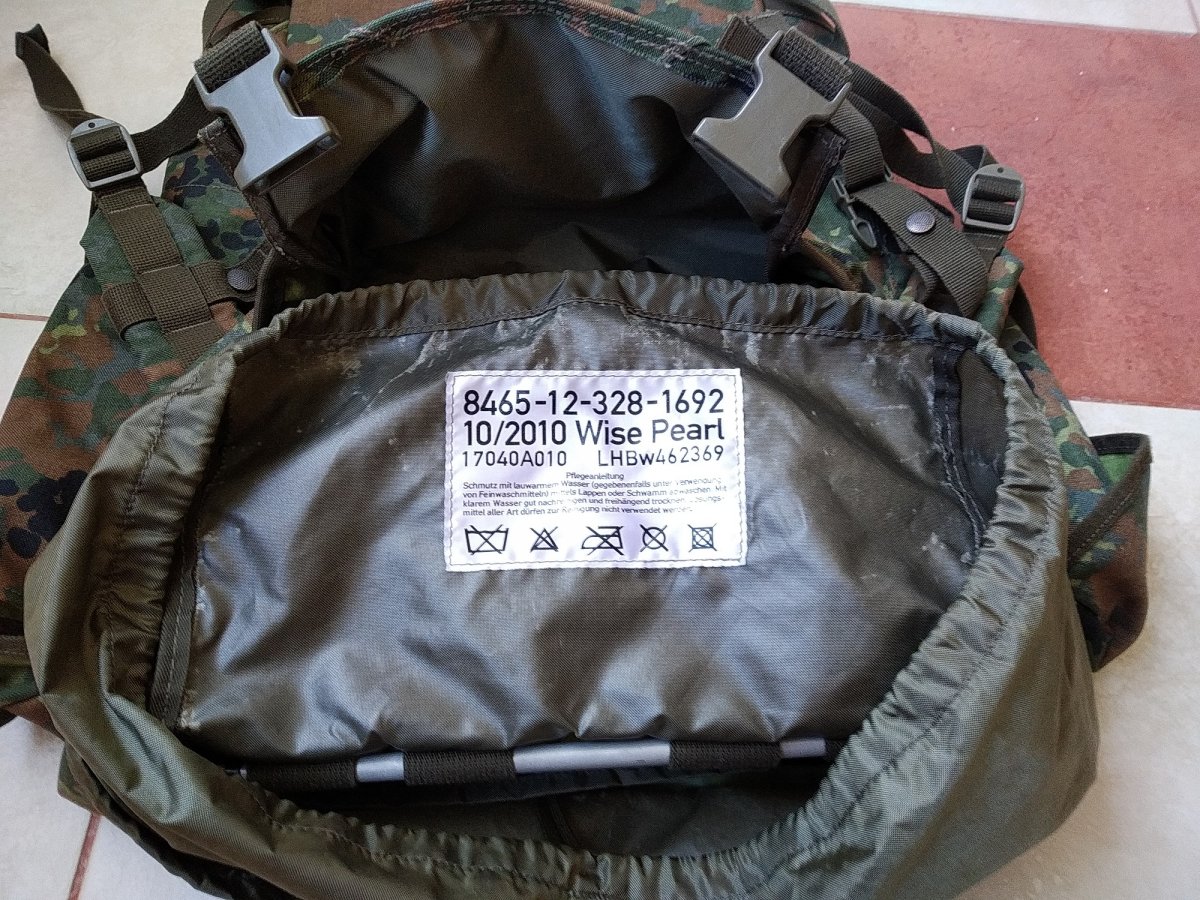 8465-12-328-1692
10/2010 Wise Pearl
17040A010 LHBw462369
Pflegeanleitung
Schmutz mit lauwarmem Wasser (gegebenenfalls unter Verwendung
von Feinwaschmitteln) mittels Lappen oder Schwamm abwaschen. Mit
klarem Wasser gut und freihängend trocknen.
mittel aller Art dürfen zur Reinigung nicht verwendet werden.